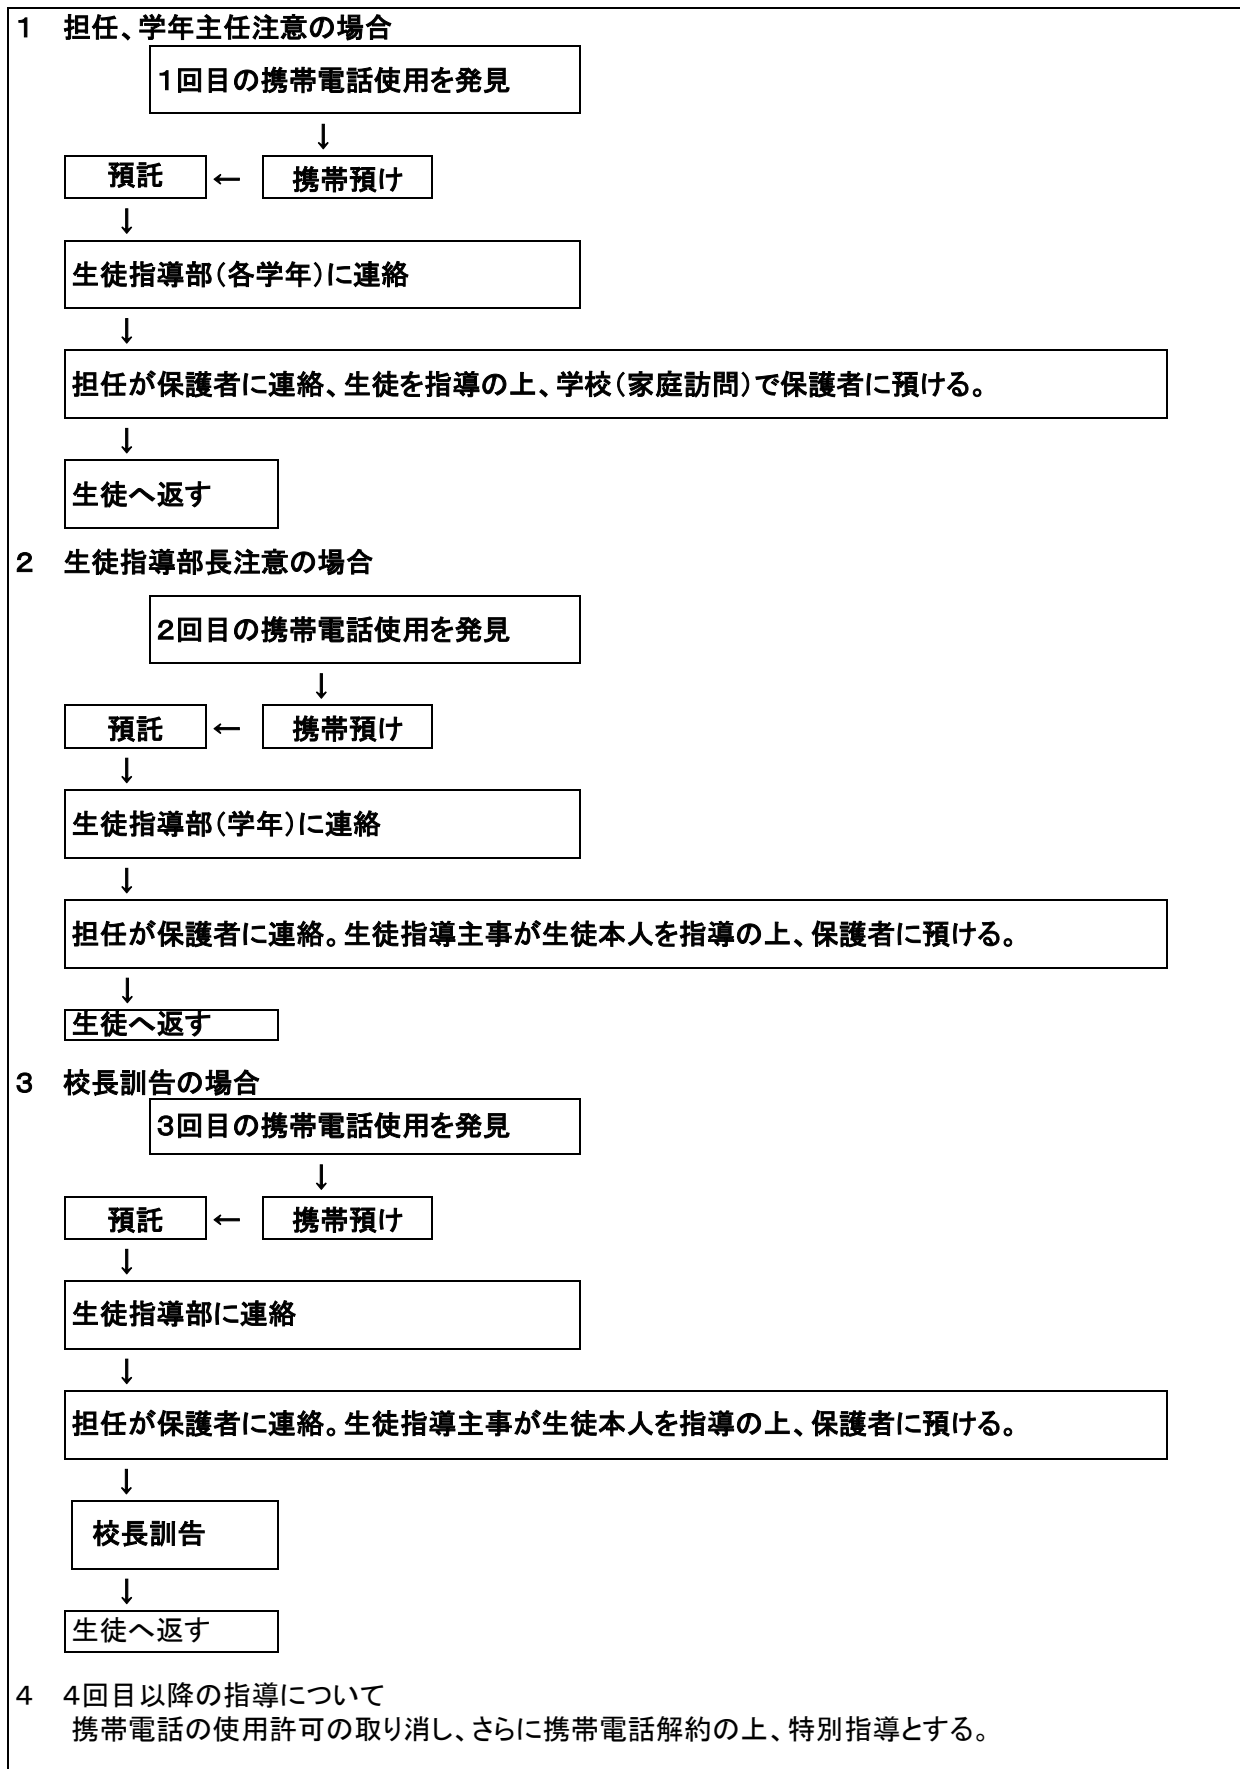 １　担任、学年主任注意の場合
１回目の携帯電話使用を発見
↓
預託 ← 携帯預け
↓
生徒指導部（各学年）に連絡
↓
担任が保護者に連絡、生徒を指導の上、学校（家庭訪問）で保護者に預ける。
↓
生徒へ返す
２　生徒指導部長注意の場合
２回目の携帯電話使用を発見
↓
預託 ← 携帯預け
↓
生徒指導部（学年）に連絡
↓
担任が保護者に連絡。生徒指導主事が生徒本人を指導の上、保護者に預ける。
↓
生徒へ返す
３　校長訓告の場合
３回目の携帯電話使用を発見
↓
預託 ← 携帯預け
↓
生徒指導部に連絡
↓
担任が保護者に連絡。生徒指導主事が生徒本人を指導の上、保護者に預ける。
↓
校長訓告
↓
生徒へ返す
４　４回目以降の指導について
携帯電話の使用許可の取り消し、さらに携帯電話解約の上、特別指導とする。